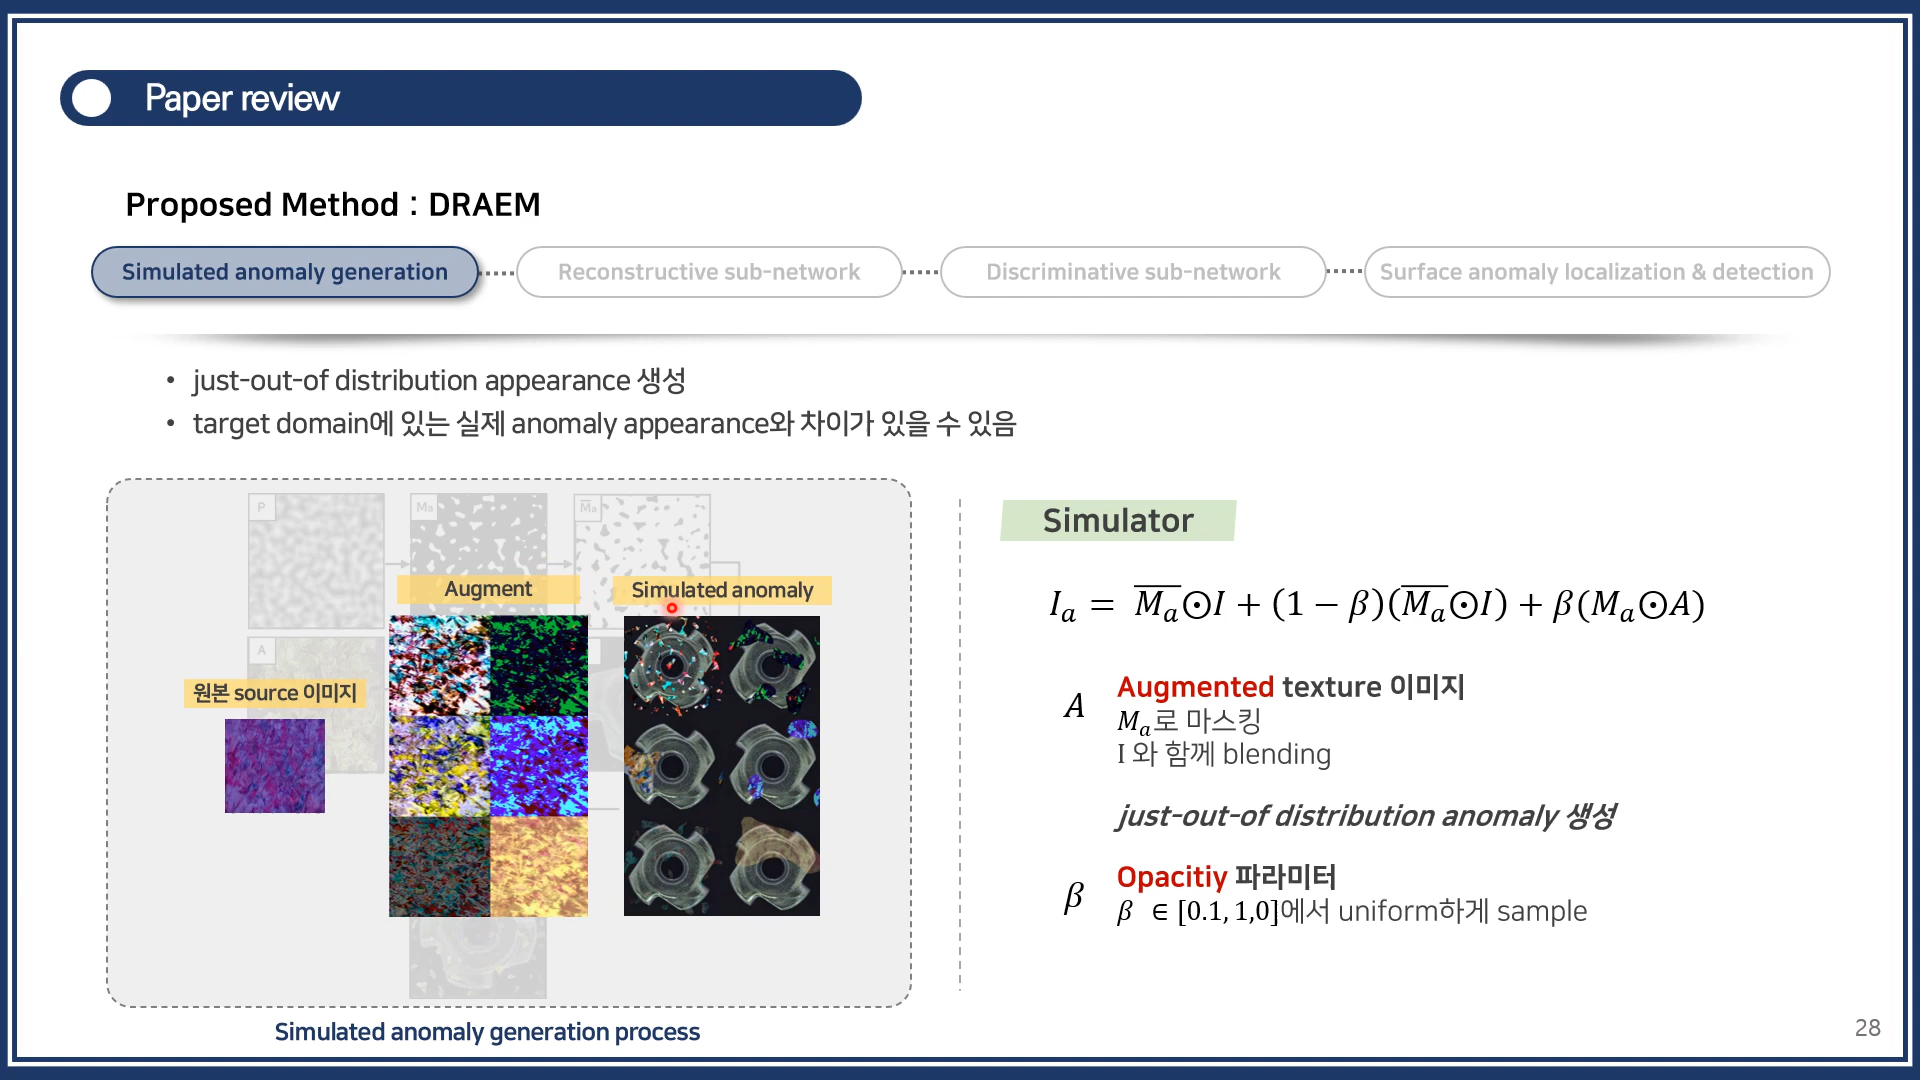 Paper review
Proposed Method : DRAEM
Simulated anomaly generation
Reconstructive sub-network
Discriminative sub-network
Surface anomaly localization & detection
• just-out-of distribution appearance 생성
• target domain에 있는 실제 anomaly appearance와 차이가 있을 수 있음
P
Ma
M̅a
A
Augment
Simulated anomaly
원본 source 이미지
Simulated anomaly generation process
Simulator
I_a = \overline{M_a}⊙I + (1 − β)(\overline{M_a}⊙I) + β(M_a⊙A)
A
Augmented texture 이미지
M_a로 마스킹
I 와 함께 blending
just-out-of distribution anomaly 생성
β
Opacitiy 파라미터
β ∈ [0.1, 1,0]에서 uniform하게 sample
28